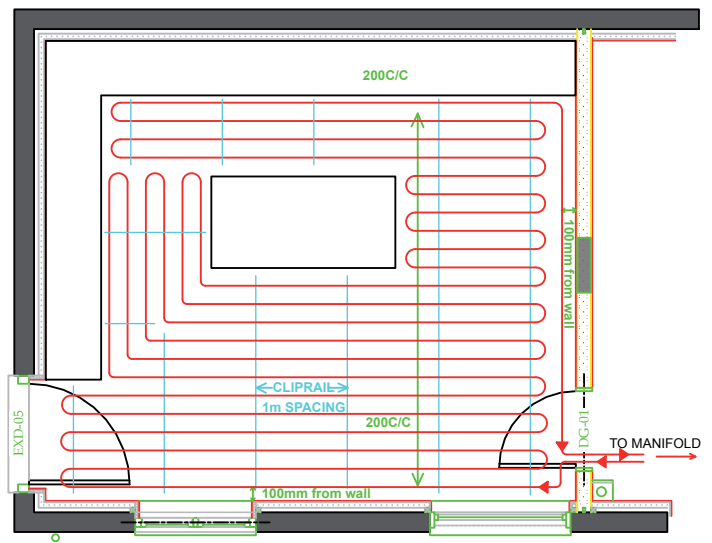 200C/C
100mm from wall
CLIPRAIL
1m SPACING
200C/C
EXD-05
DG-01
TO MANIFOLD
100mm from wall